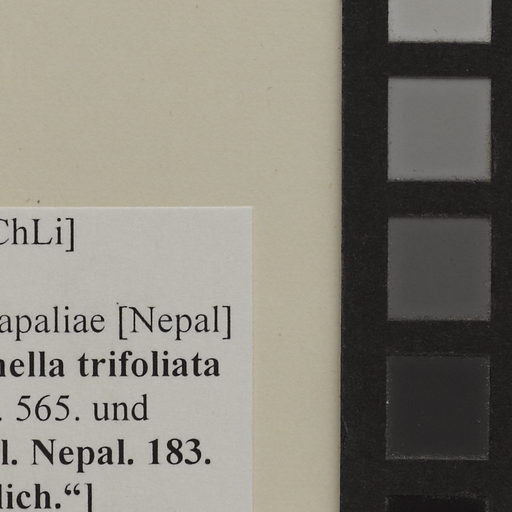 ChLi]
apaliae [Nepal]
nella trifoliata
. 565. und
l. Nepal. 183.
lich.“]